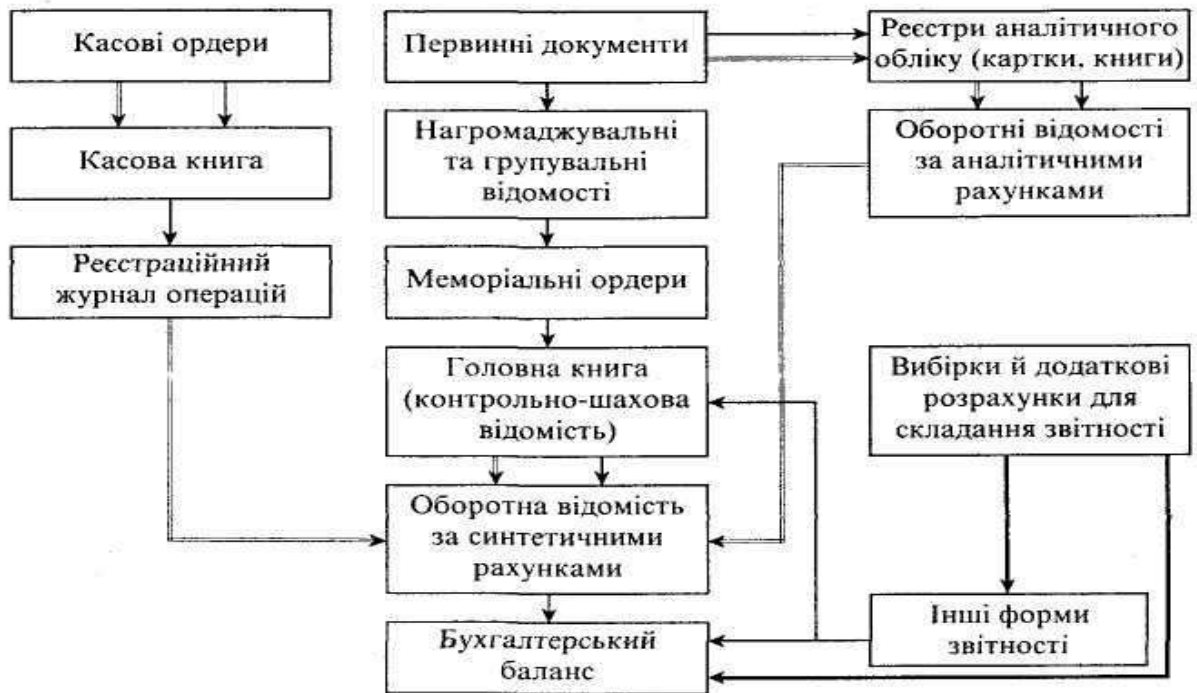 Касові ордери
Касова книга
Реєстраційний
журнал операцій
Первинні документи
Нагромаджувальні
та групувальні
відомості
Меморіальні ордери
Головна книга
(контрольно-шахова
відомість)
Оборотна відомість
за синтетичними
рахунками
Бухгалтерський
баланс
Реєстри аналітичного
обліку (картки, книги)
Оборотні відомості
за аналітичними
рахунками
Вибірки й додаткові
розрахунки для
складання звітності
Інші форми
звітності